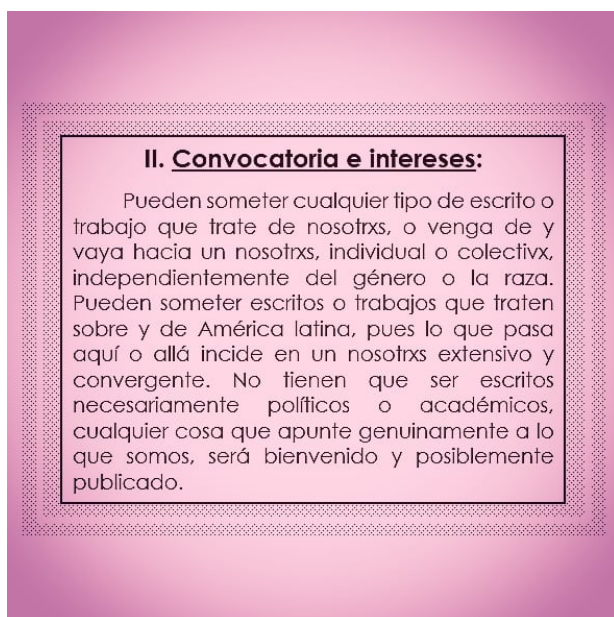 II. Convocatoria e intereses:
Pueden someter cualquier tipo de escrito o
trabajo que trate de nosotrxs, o venga de y
vaya hacia un nosotrxs, individual o colectivx,
independientemente del género o la raza.
Pueden someter escritos o trabajos que traten
sobre y de América latina, pues lo que pasa
aquí o allá incide en un nosotrxs extensivo y
convergente. No tienen que ser escritos
necesariamente políticos o académicos,
cualquier cosa que apunte genuinamente a lo
que somos, será bienvenido y posiblemente
publicado.